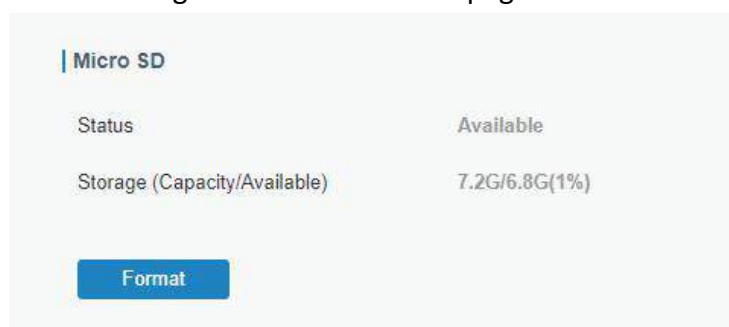 Micro SD
Status Available
Storage (Capacity/Available) 7.2G/6.8G(1%)
Format